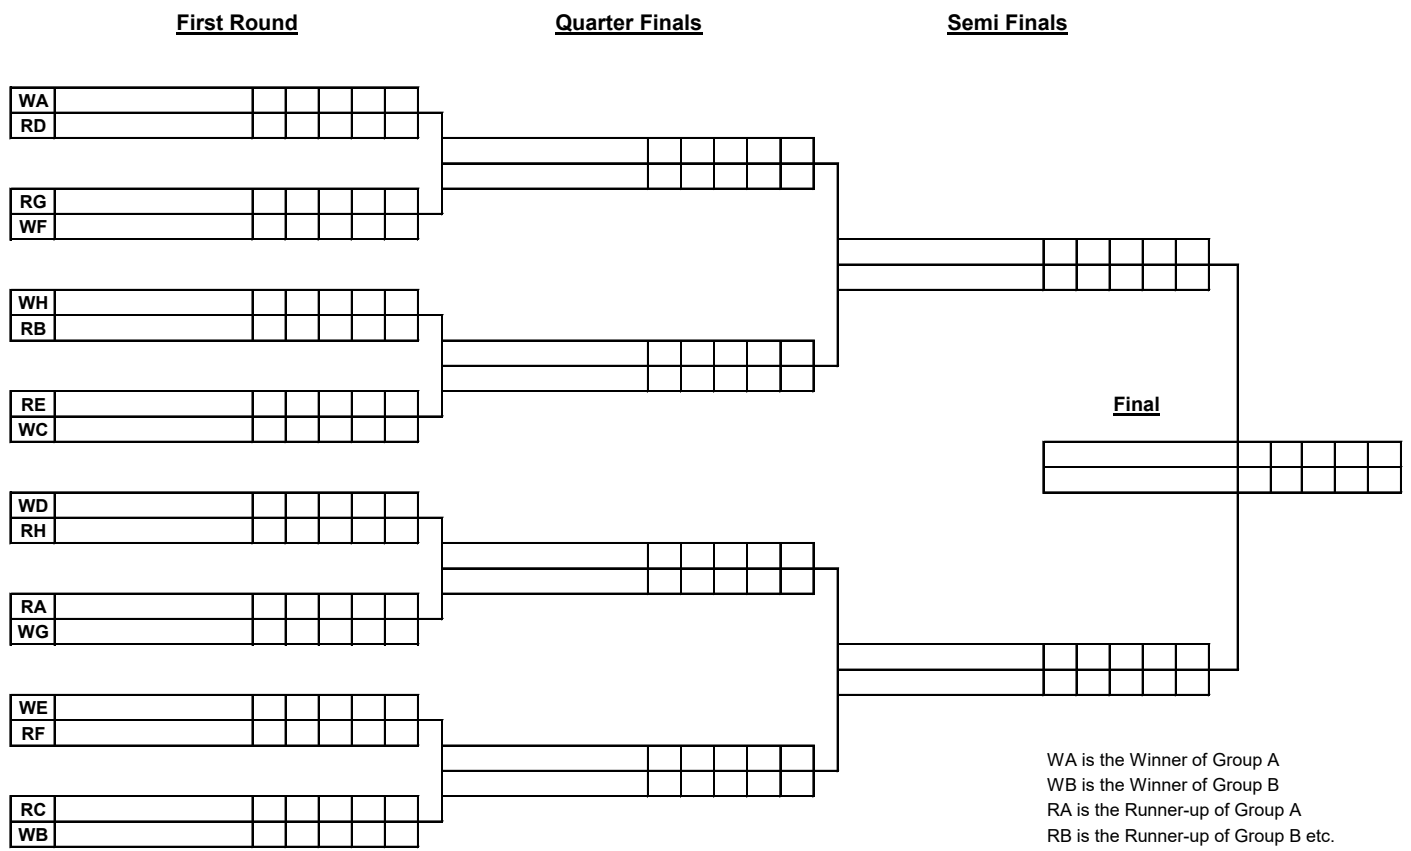 First Round
Quarter Finals
Semi Finals
WA
RD
RG
WF
WH
RB
RE
WC
Final
WD
RH
RA
WG
WE
RF
RC
WB
WA is the Winner of Group A
WB is the Winner of Group B
RA is the Runner-up of Group A
RB is the Runner-up of Group B etc.